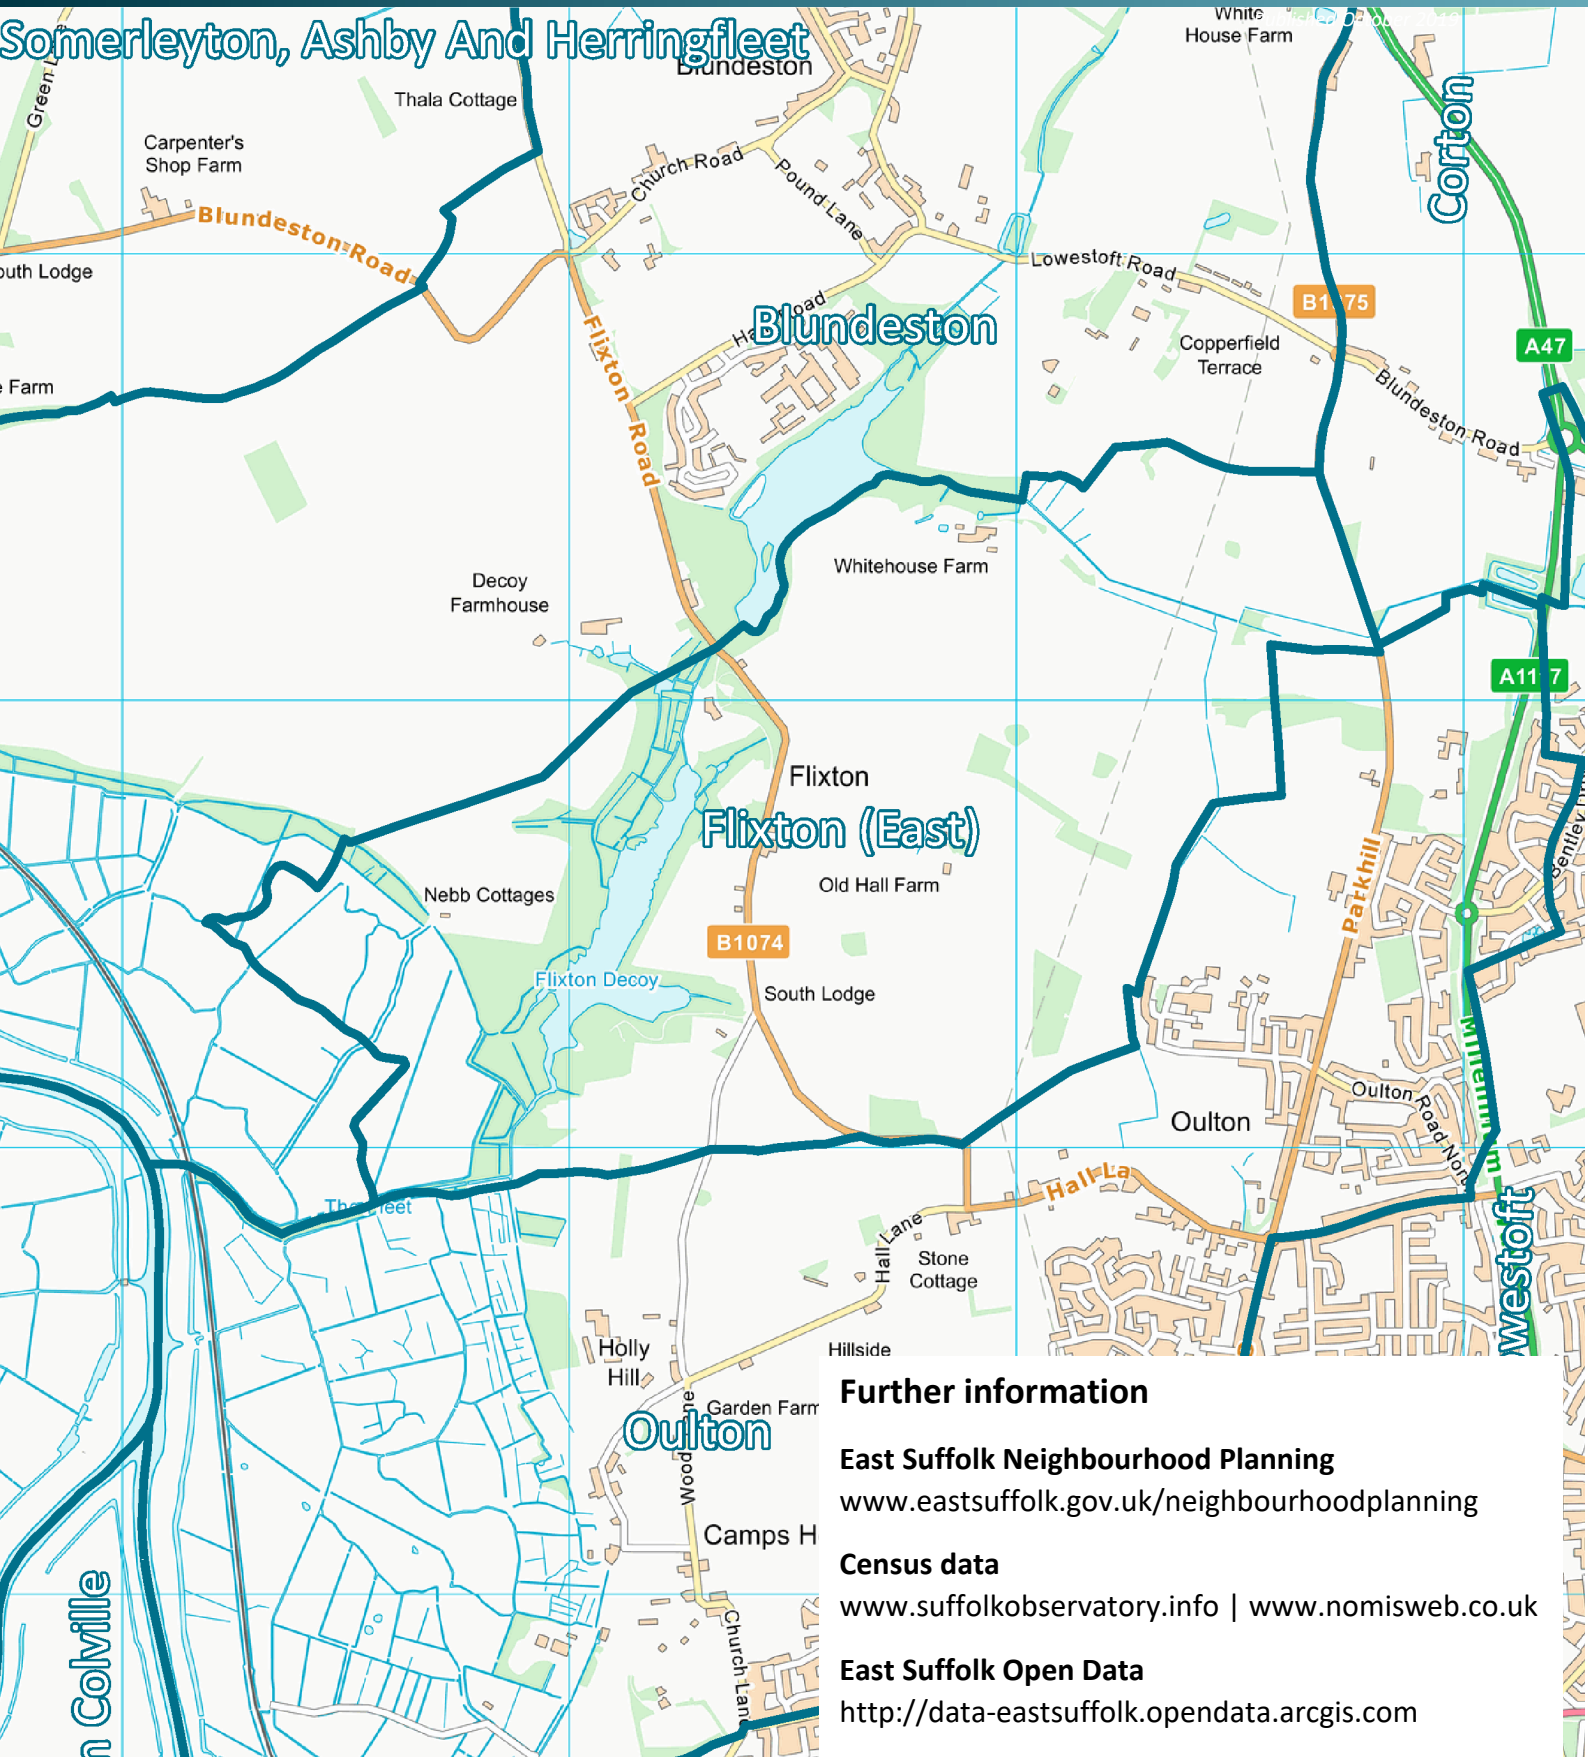 Somerleyton, Ashby And Herringfleet
Blundeston
White
House Farm
October 2019
Thala Cottage
Carpenter's
Shop Farm
Church Road
Pound Lane
Corton
Blundeston Road
Lowestoft Road
Flixton Road
Blundeston
Copperfield
Terrace
A47
Farm
Blundeston Road
Decoy
Farmhouse
Whitehouse Farm
Flixton
Flixton (East)
Nebb Cottages
Old Hall Farm
Parkhill
B1074
Flixton Decoy
South Lodge
Oulton
Oulton Road North
Millennium
Hall La
Hall Lane
Stone
Cottage
Holly
Hill
Hillside
Garden Farm
Oulton
Camps H
Church Lane
Colville
Further information
East Suffolk Neighbourhood Planning
www.eastsuffolk.gov.uk/neighbourhoodplanning
Census data
www.suffolkobservatory.info | www.nomisweb.co.uk
East Suffolk Open Data
http://data-eastsuffolk.opendata.arcgis.com